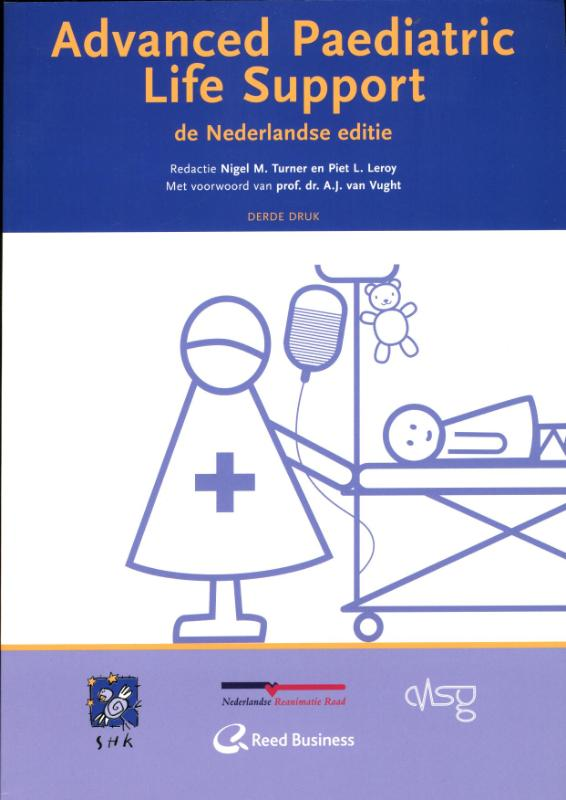 Advanced Paediatric
Life Support
de Nederlandse editie
Redactie Nigel M. Turner en Piet L. Leroy
Met voorwoord van prof. dr. A.J. van Vught
DERDE DRUK
SHK
Nederlandse Reanimatie Raad
Reed Business